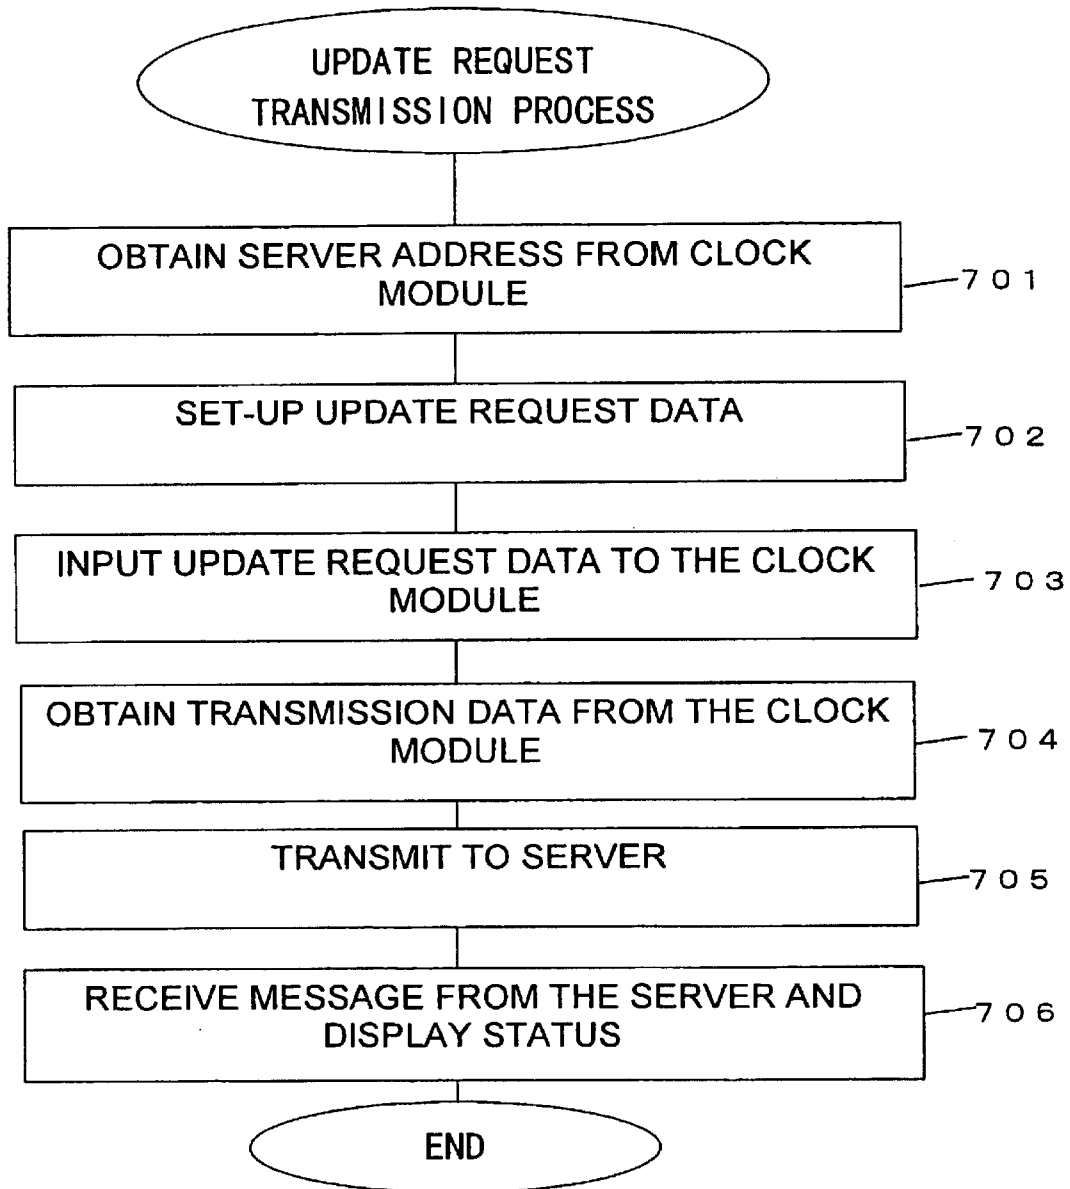 UPDATE REQUEST
TRANSMISSION PROCESS
OBTAIN SERVER ADDRESS FROM CLOCK
MODULE
701
SET-UP UPDATE REQUEST DATA
702
INPUT UPDATE REQUEST DATA TO THE CLOCK
MODULE
703
OBTAIN TRANSMISSION DATA FROM THE CLOCK
MODULE
704
TRANSMIT TO SERVER
705
RECEIVE MESSAGE FROM THE SERVER AND
DISPLAY STATUS
706
END